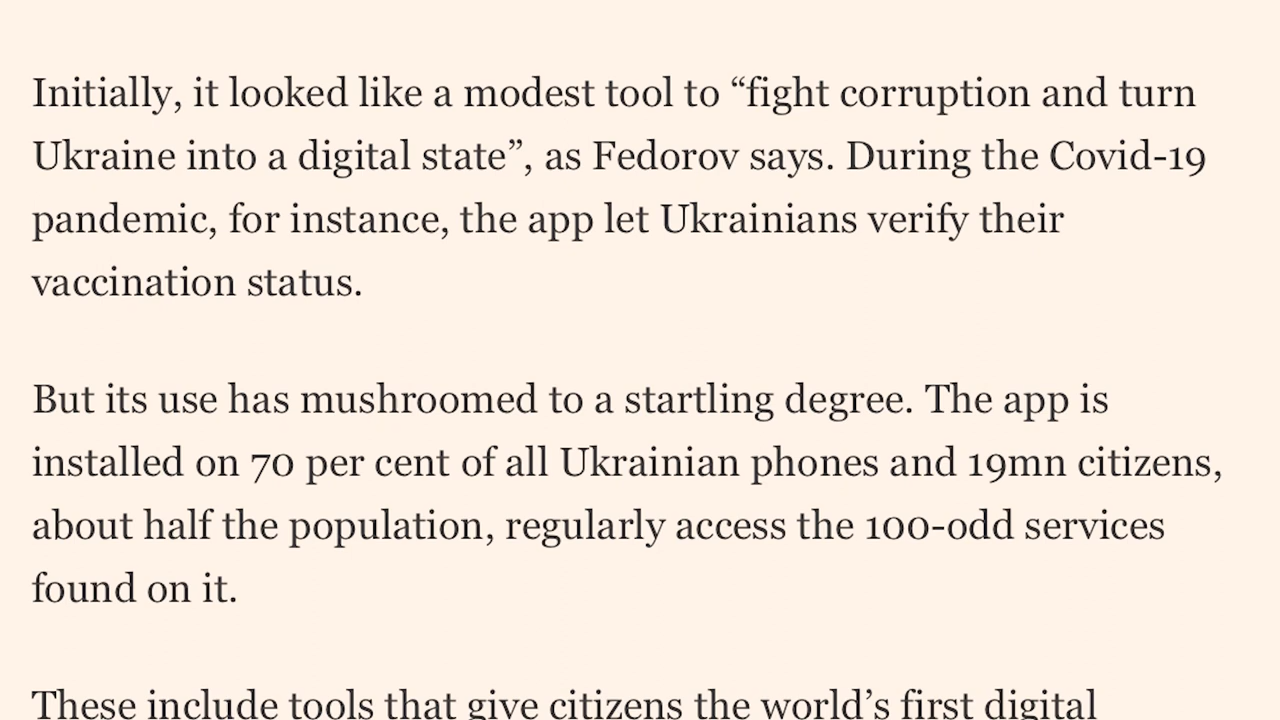 Initially, it looked like a modest tool to “fight corruption and turn
Ukraine into a digital state”, as Fedorov says. During the Covid-19
pandemic, for instance, the app let Ukrainians verify their
vaccination status.
But its use has mushroomed to a startling degree. The app is
installed on 70 per cent of all Ukrainian phones and 19mn citizens,
about half the population, regularly access the 100-odd services
found on it.
These include tools that give citizens the world’s first digital